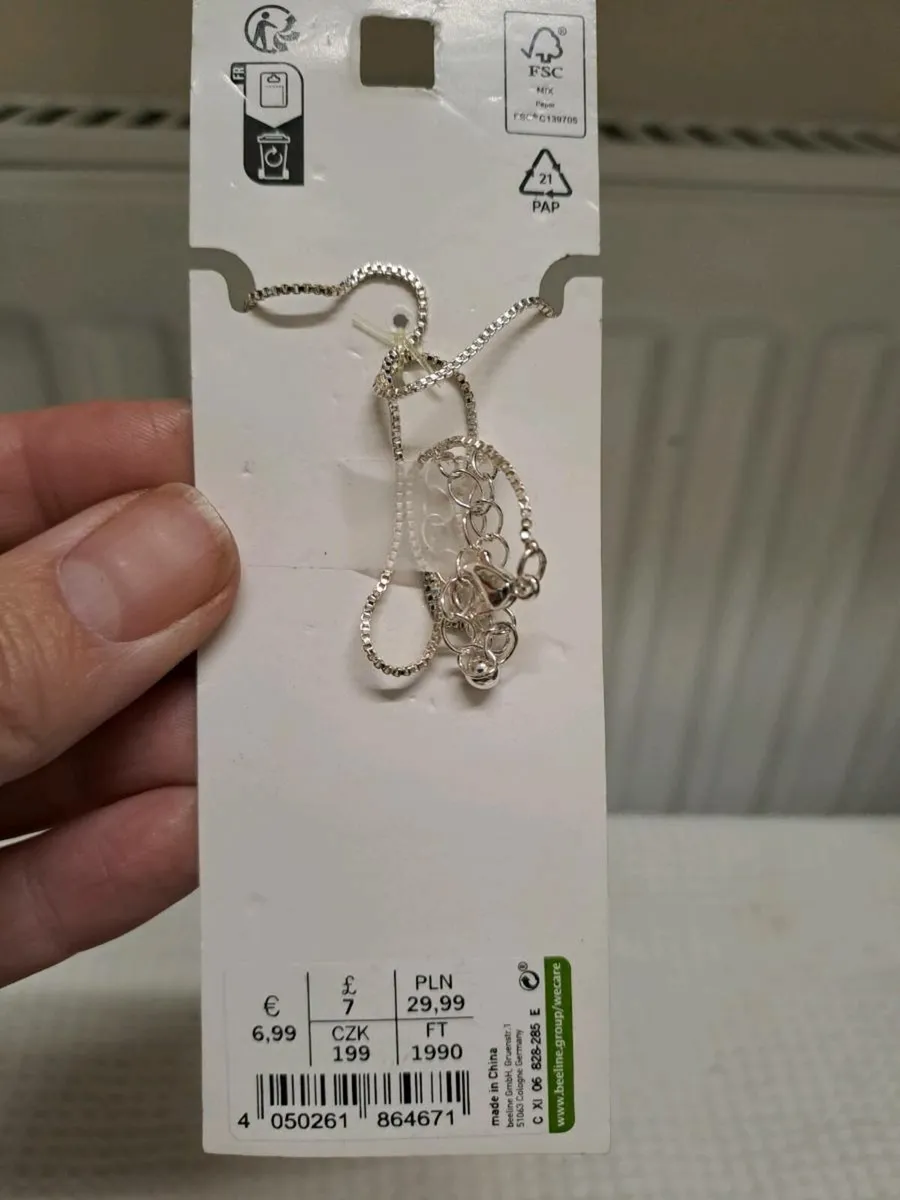 FR
FSC®
MIX
Paper
FSC® C139705
21
PAP
€
6,99
£
7
PLN
29,99
CZK
199
FT
1990
4 050261 864671
made in China
beeline GmbH, Gruenstr.1
51063 Cologne Germany
C XI 06 828-285 E
www.beeline.group/wecare